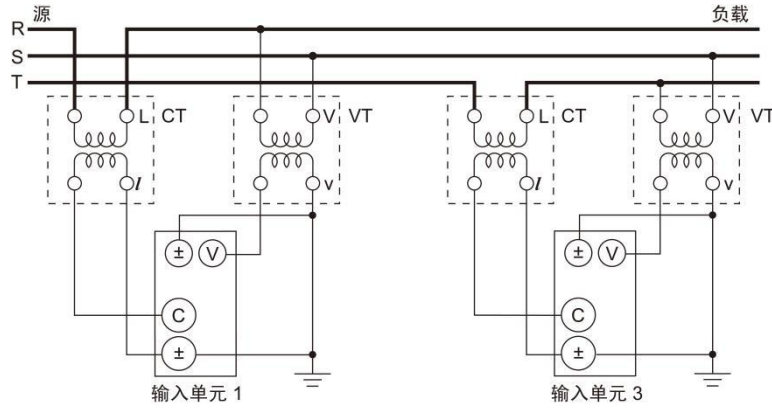 源 负载
R
S
T
L CT V VT L CT V VT
l v l v
± V ± V
C C
± ±
输入单元 1 输入单元 3